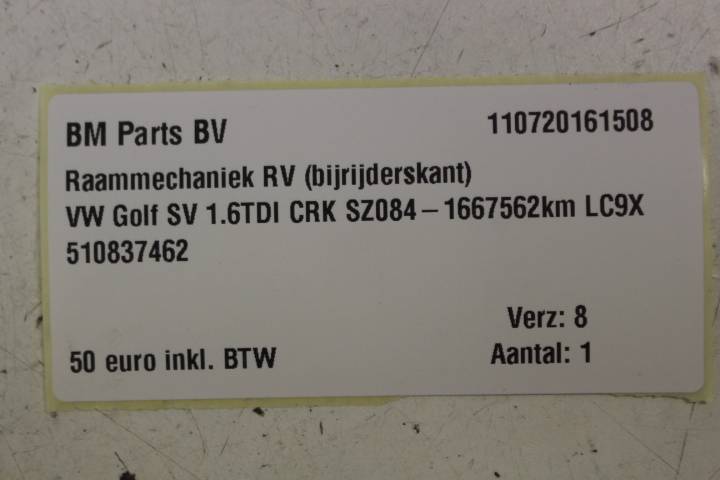 BM Parts BV 110720161508
Raammechaniek RV (bijrijderskant)
VW Golf SV 1.6TDI CRK SZ084 – 1667562km LC9X
510837462
Verz: 8
50 euro inkl. BTW Aantal: 1